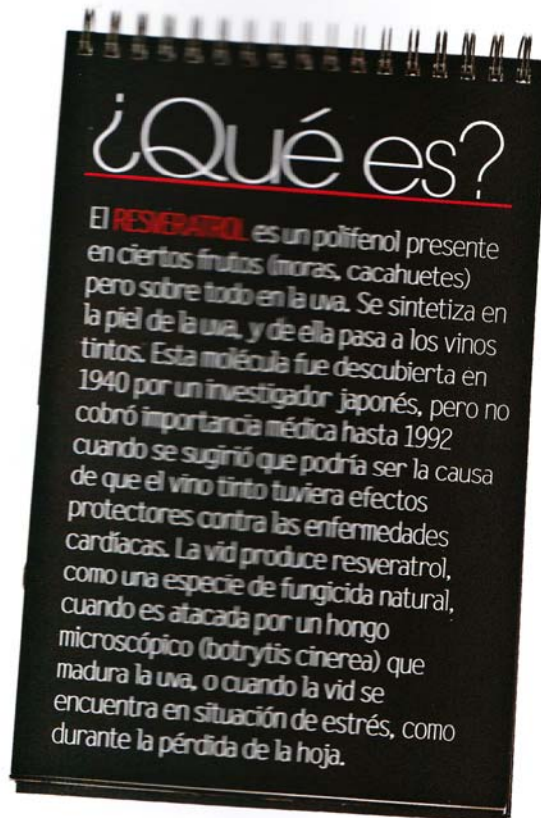 ¿Qué es?
El RESVERATROL es un polifenol presente
en ciertos frutos (moras, cacahuetes)
pero sobre todo en la uva. Se sintetiza en
la piel de la uva, y de ella pasa a los vinos
tintos. Esta molécula fue descubierta en
1940 por un investigador japonés, pero no
cobró importancia médica hasta 1992
cuando se sugirió que podría ser la causa
de que el vino tinto tuviera efectos
protectores contra las enfermedades
cardíacas. La vid produce resveratrol,
como una especie de fungicida natural,
cuando es atacada por un hongo
microscópico (botrytis cinerea) que
madura la uva, o cuando la vid se
encuentra en situación de estrés, como
durante la pérdida de la hoja.